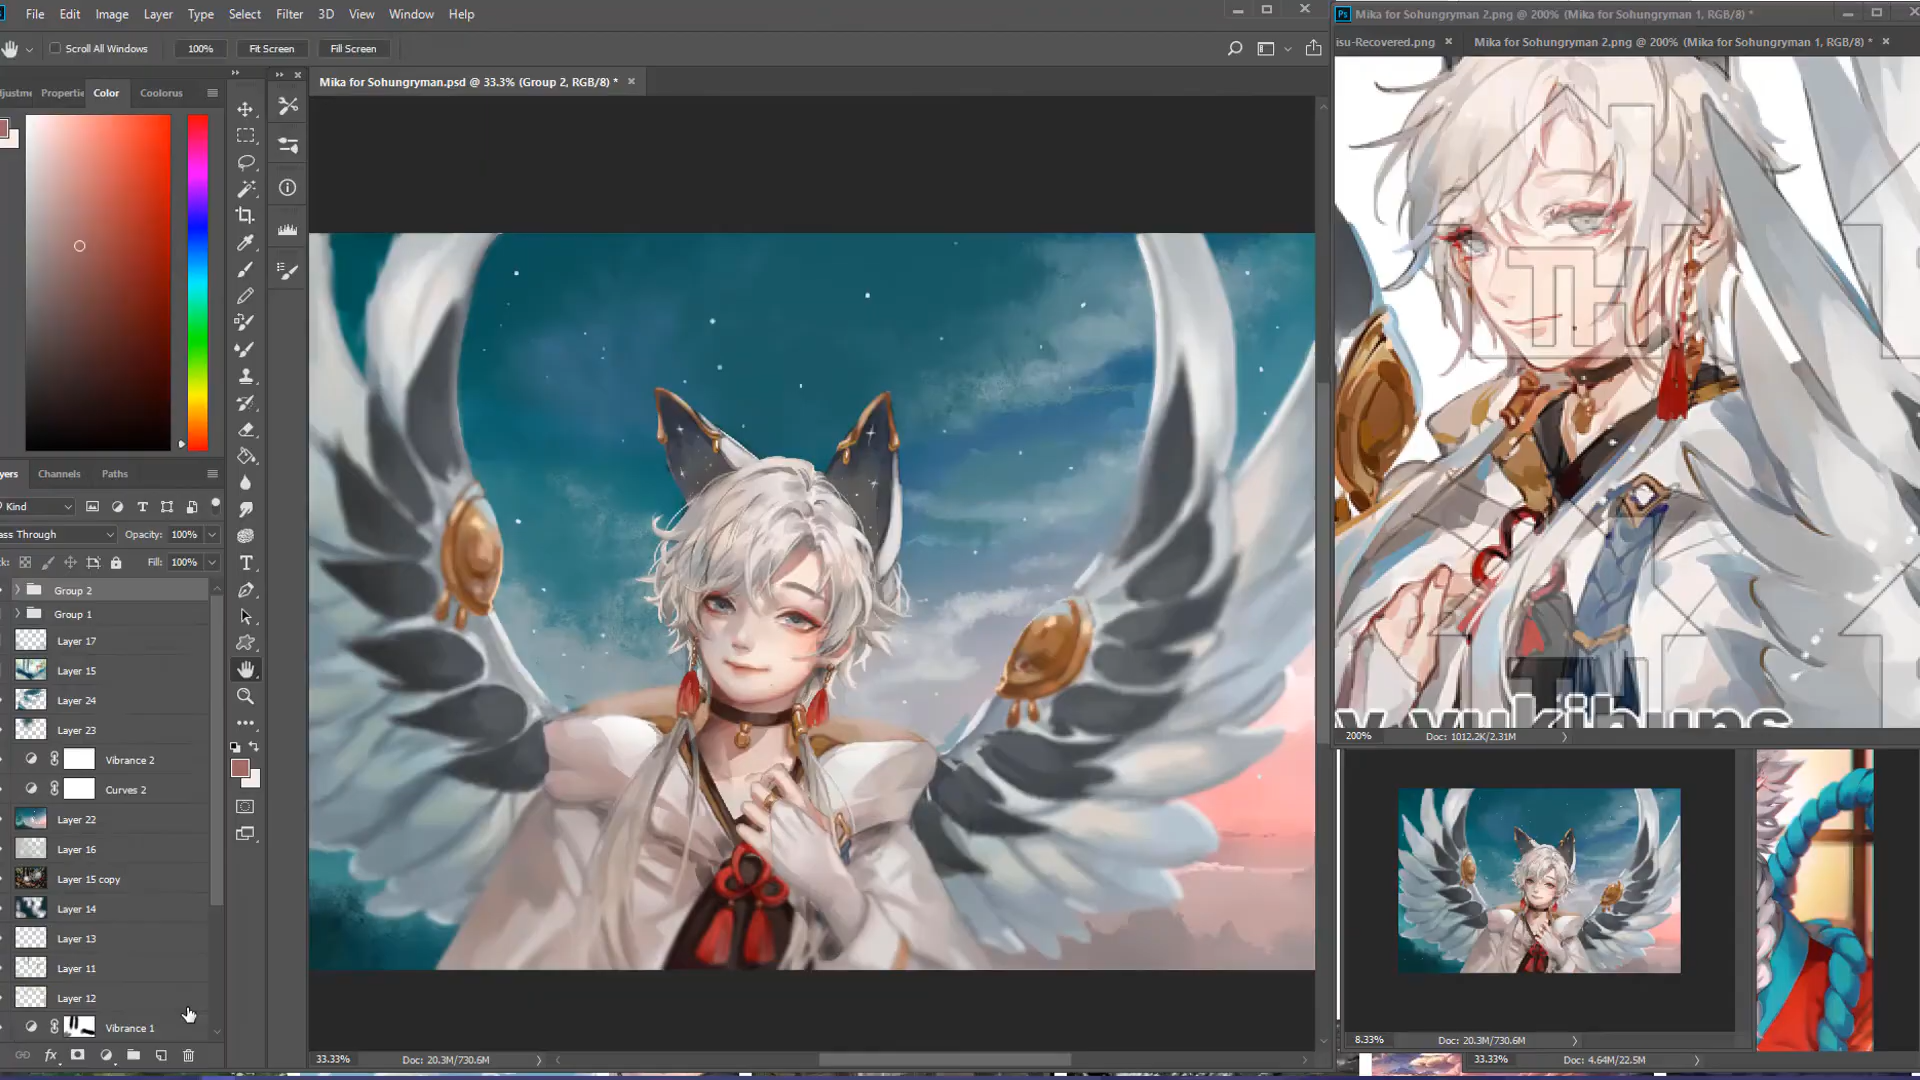 File Edit Image Layer Type Select Filter 3D View Window Help
Scroll All Windows 100% Fit Screen Fill Screen
Color Coolorus
Channels Paths
Kind
Opacity: 100%
Fill: 100%
Group 2
Group 1
Layer 17
Layer 15
Layer 24
Layer 23
Vibrance 2
Curves 2
Layer 22
Layer 16
Layer 15 copy
Layer 14
Layer 13
Layer 11
Layer 12
Vibrance 1
fx
Mika for Sohungryman.psd @ 33.3% (Group 2, RGB/8) *
33.33% Doc: 20.3M/730.6M
Ps Mika for Sohungryman 2.png @ 200% (Mika for Sohungryman 1, RGB/8) *
isu-Recovered.png Mika for Sohungryman 2.png @ 200% (Mika for Sohungryman 1, RGB/8) *
TH
200% Doc: 1012.2K/2.31M
8.33% Doc: 20.3M/730.6M
33.33% Doc: 4.64M/22.5M